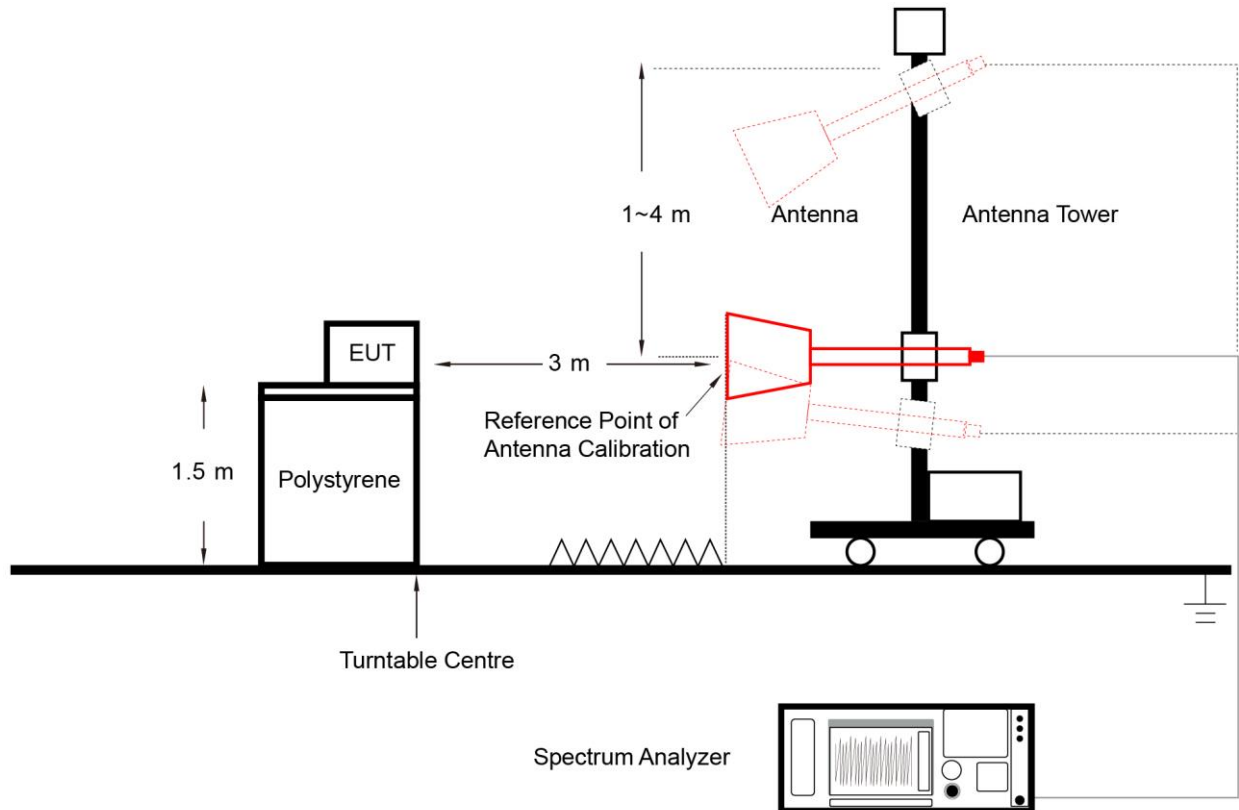 1~4 m
Antenna
Antenna Tower
EUT
3 m
Reference Point of
Antenna Calibration
1.5 m
Polystyrene
Turntable Centre
Spectrum Analyzer